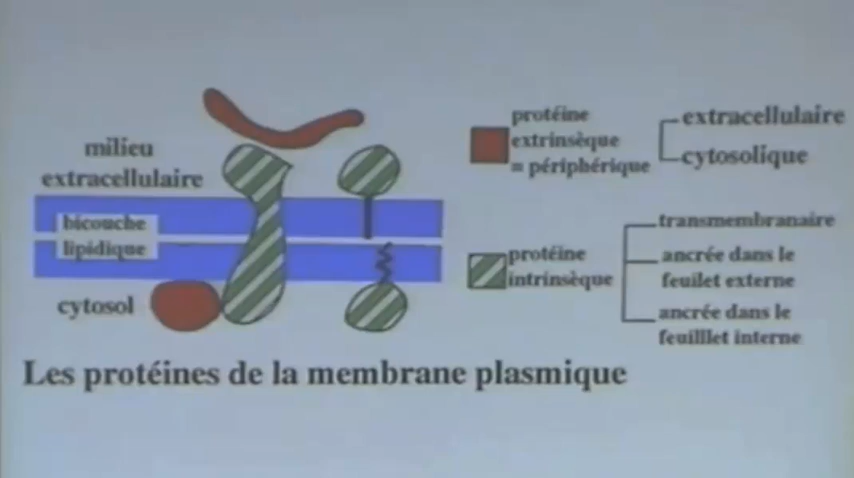 milieu
extracellulaire
bicouche
lipidique
cytosol
protéine
extrinsèque
= périphérique
extracellulaire
cytosolique
protéine
intrinsèque
transmembranaire
ancrée dans le
feuilet externe
ancrée dans le
feuilllet interne
Les protéines de la membrane plasmique